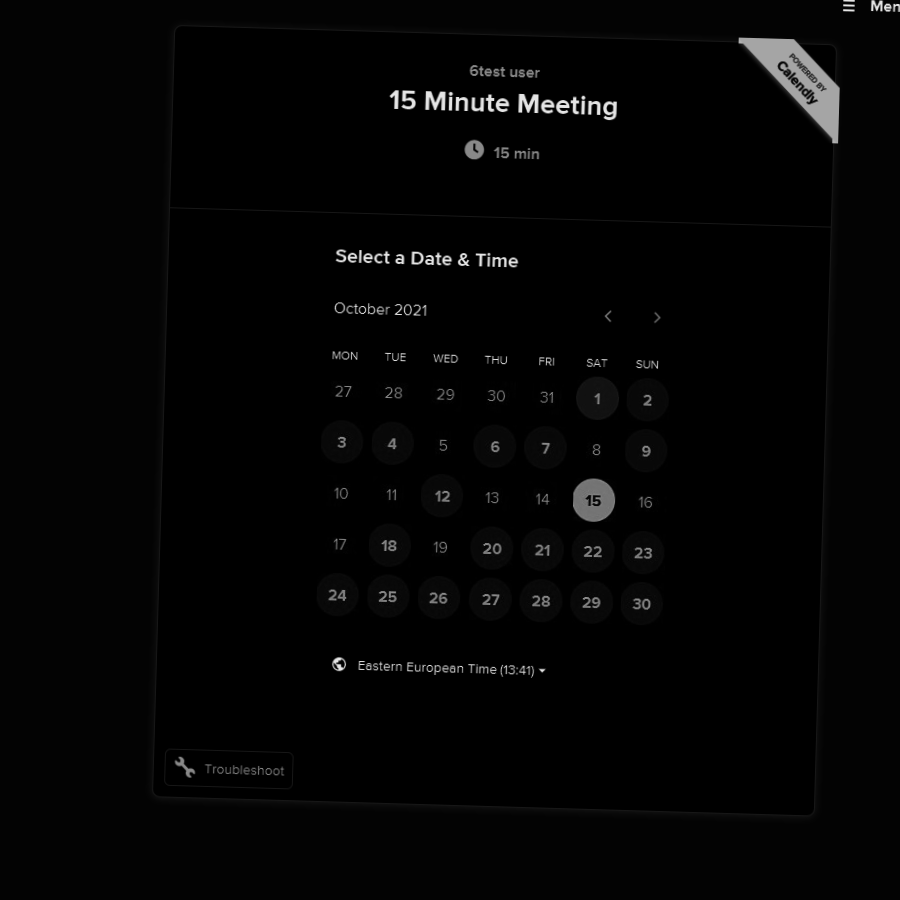 ☰ Men
POWERED BY
Calendly
6test user
15 Minute Meeting
15 min
Select a Date & Time
October 2021
MON TUE WED THU FRI SAT SUN
27 28 29 30 31 1 2
3 4 5 6 7 8 9
10 11 12 13 14 15 16
17 18 19 20 21 22 23
24 25 26 27 28 29 30
Eastern European Time (13:41)
Troubleshoot